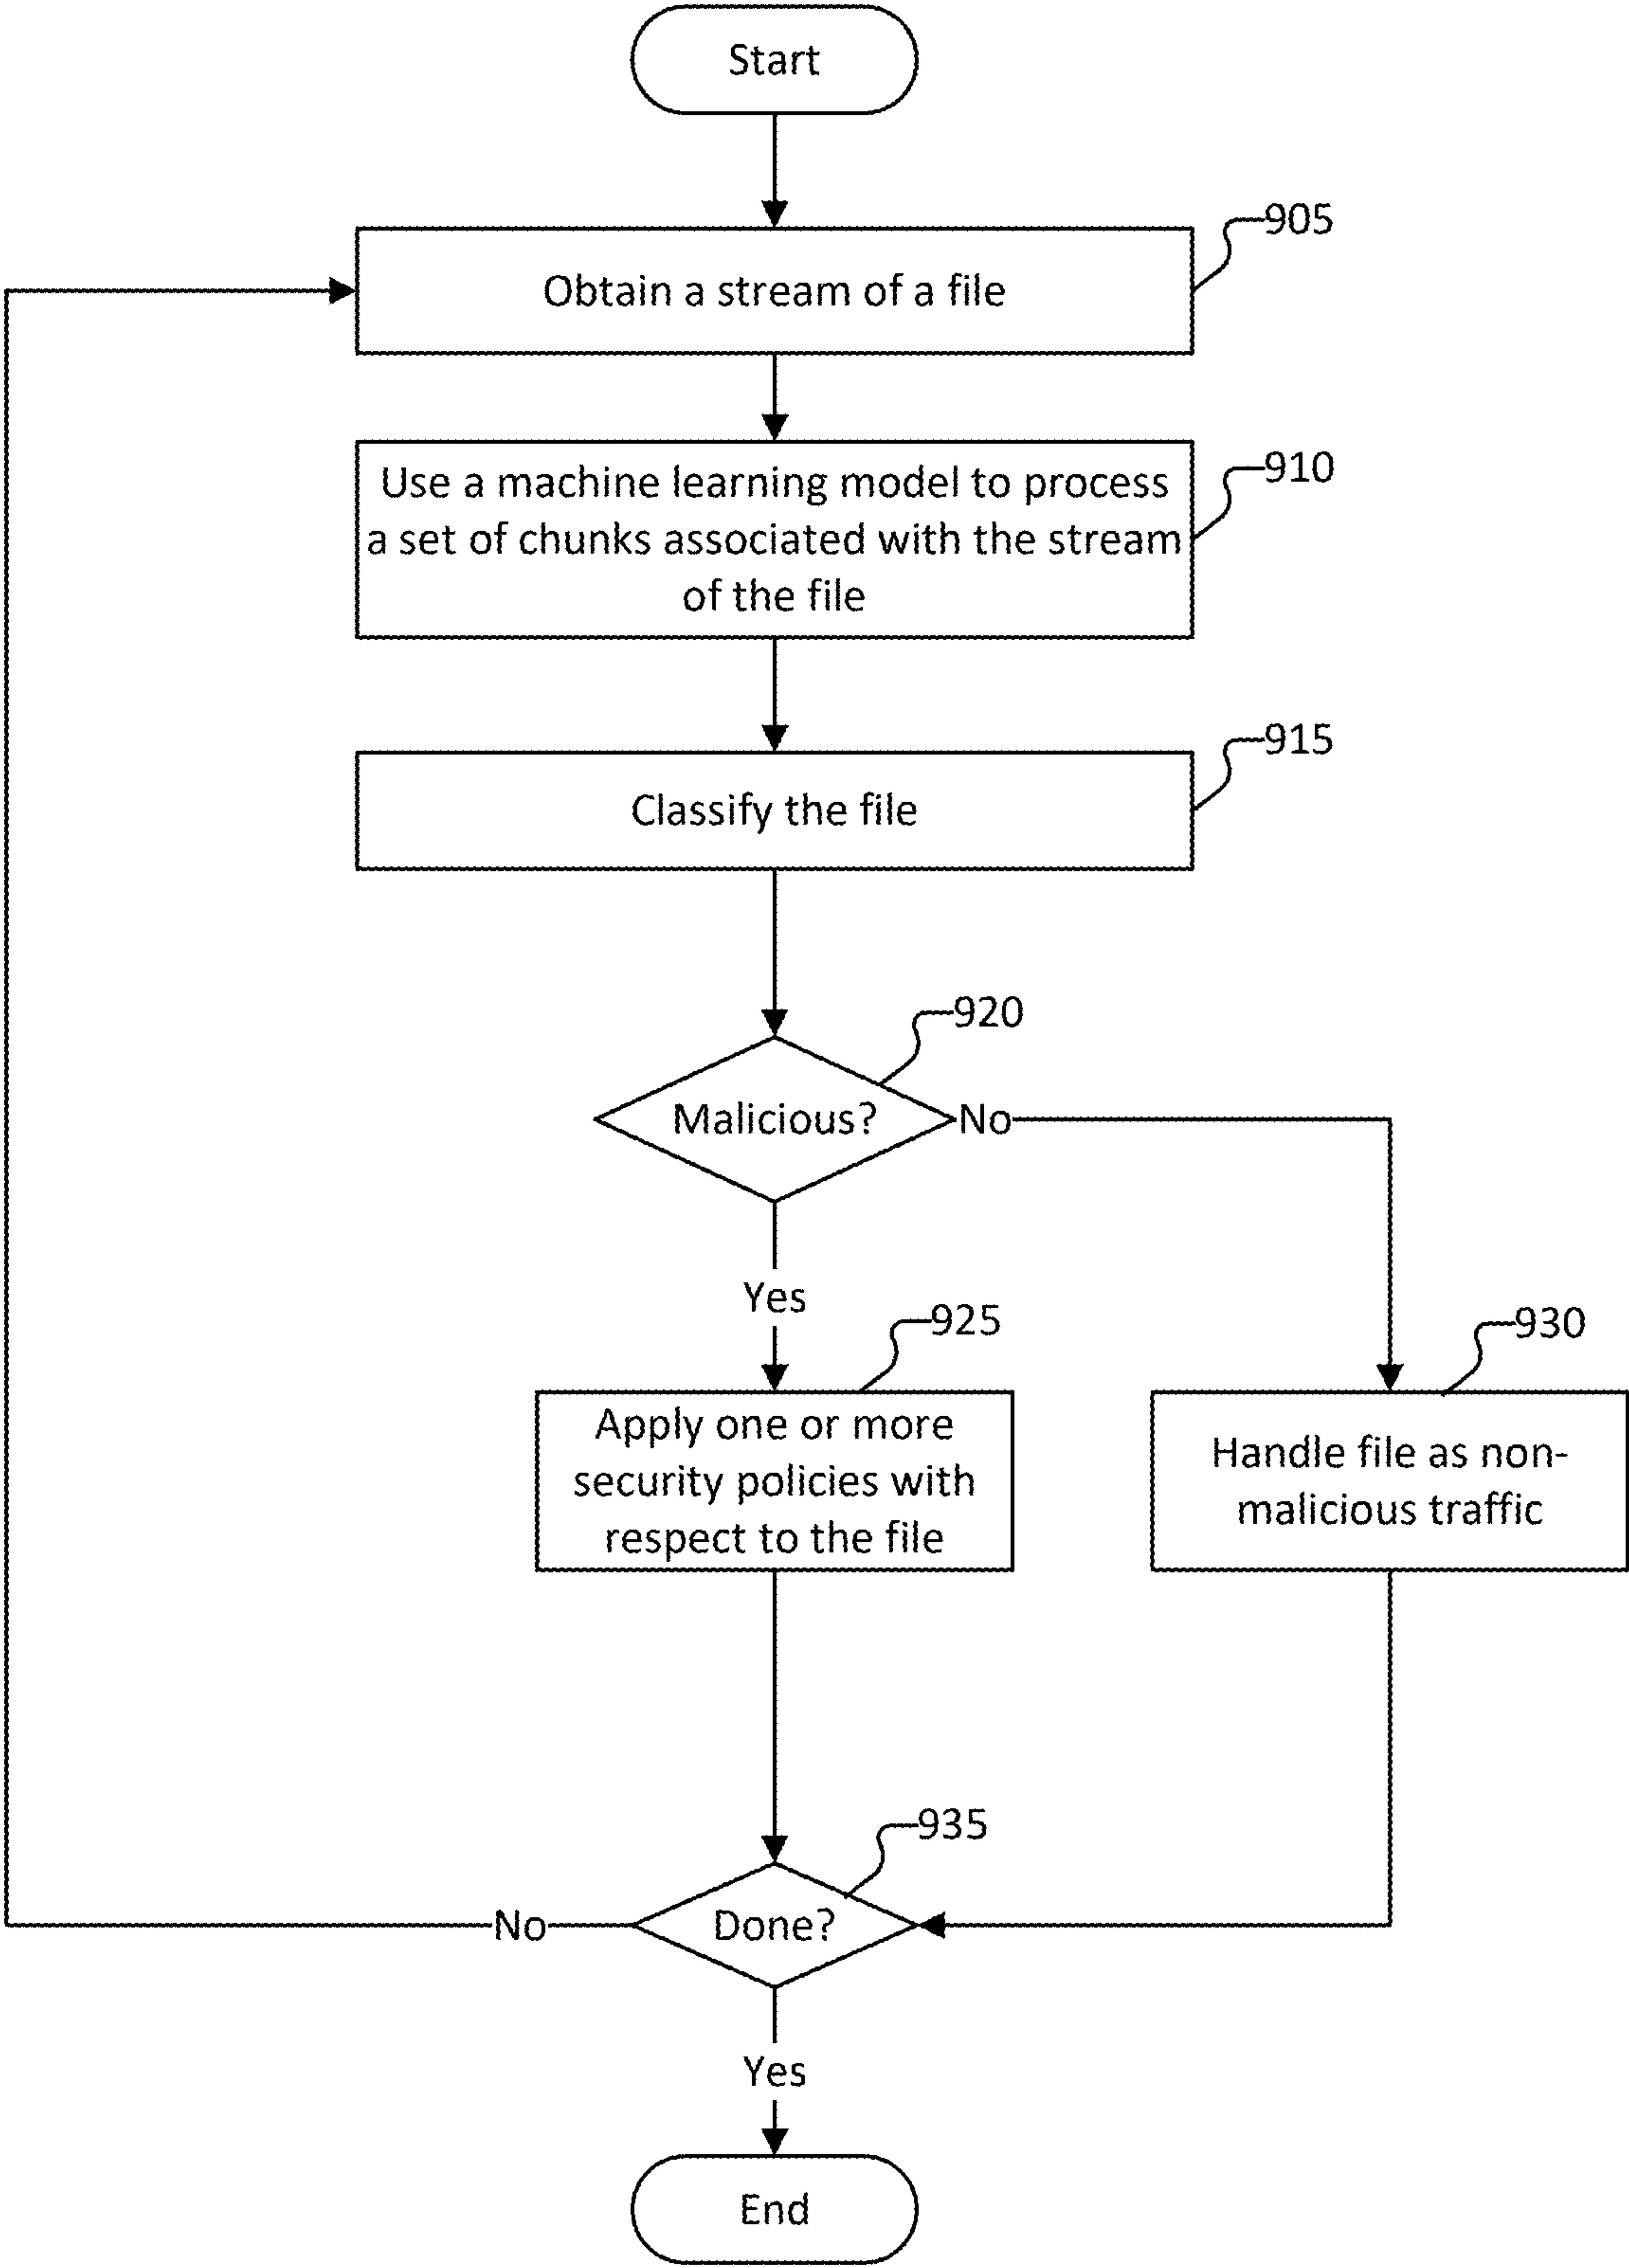 Start
905
Obtain a stream of a file
910
Use a machine learning model to process
a set of chunks associated with the stream
of the file
915
Classify the file
920
Malicious?
No
Yes
925
930
Apply one or more
security policies with
respect to the file
Handle file as non-
malicious traffic
935
Done?
No
Yes
End